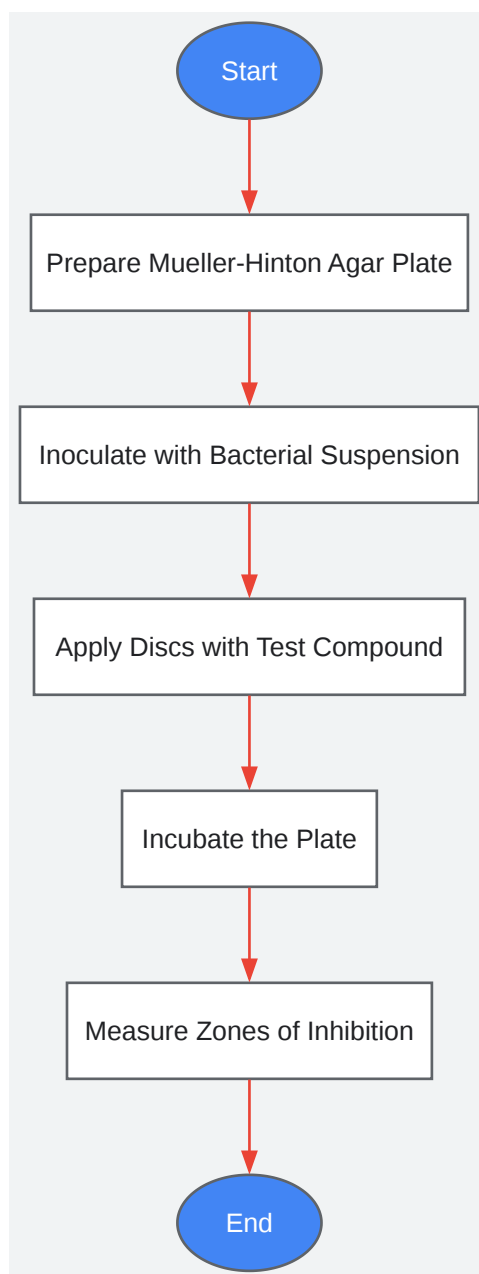 Start
Prepare Mueller-Hinton Agar Plate
Inoculate with Bacterial Suspension
Apply Discs with Test Compound
Incubate the Plate
Measure Zones of Inhibition
End